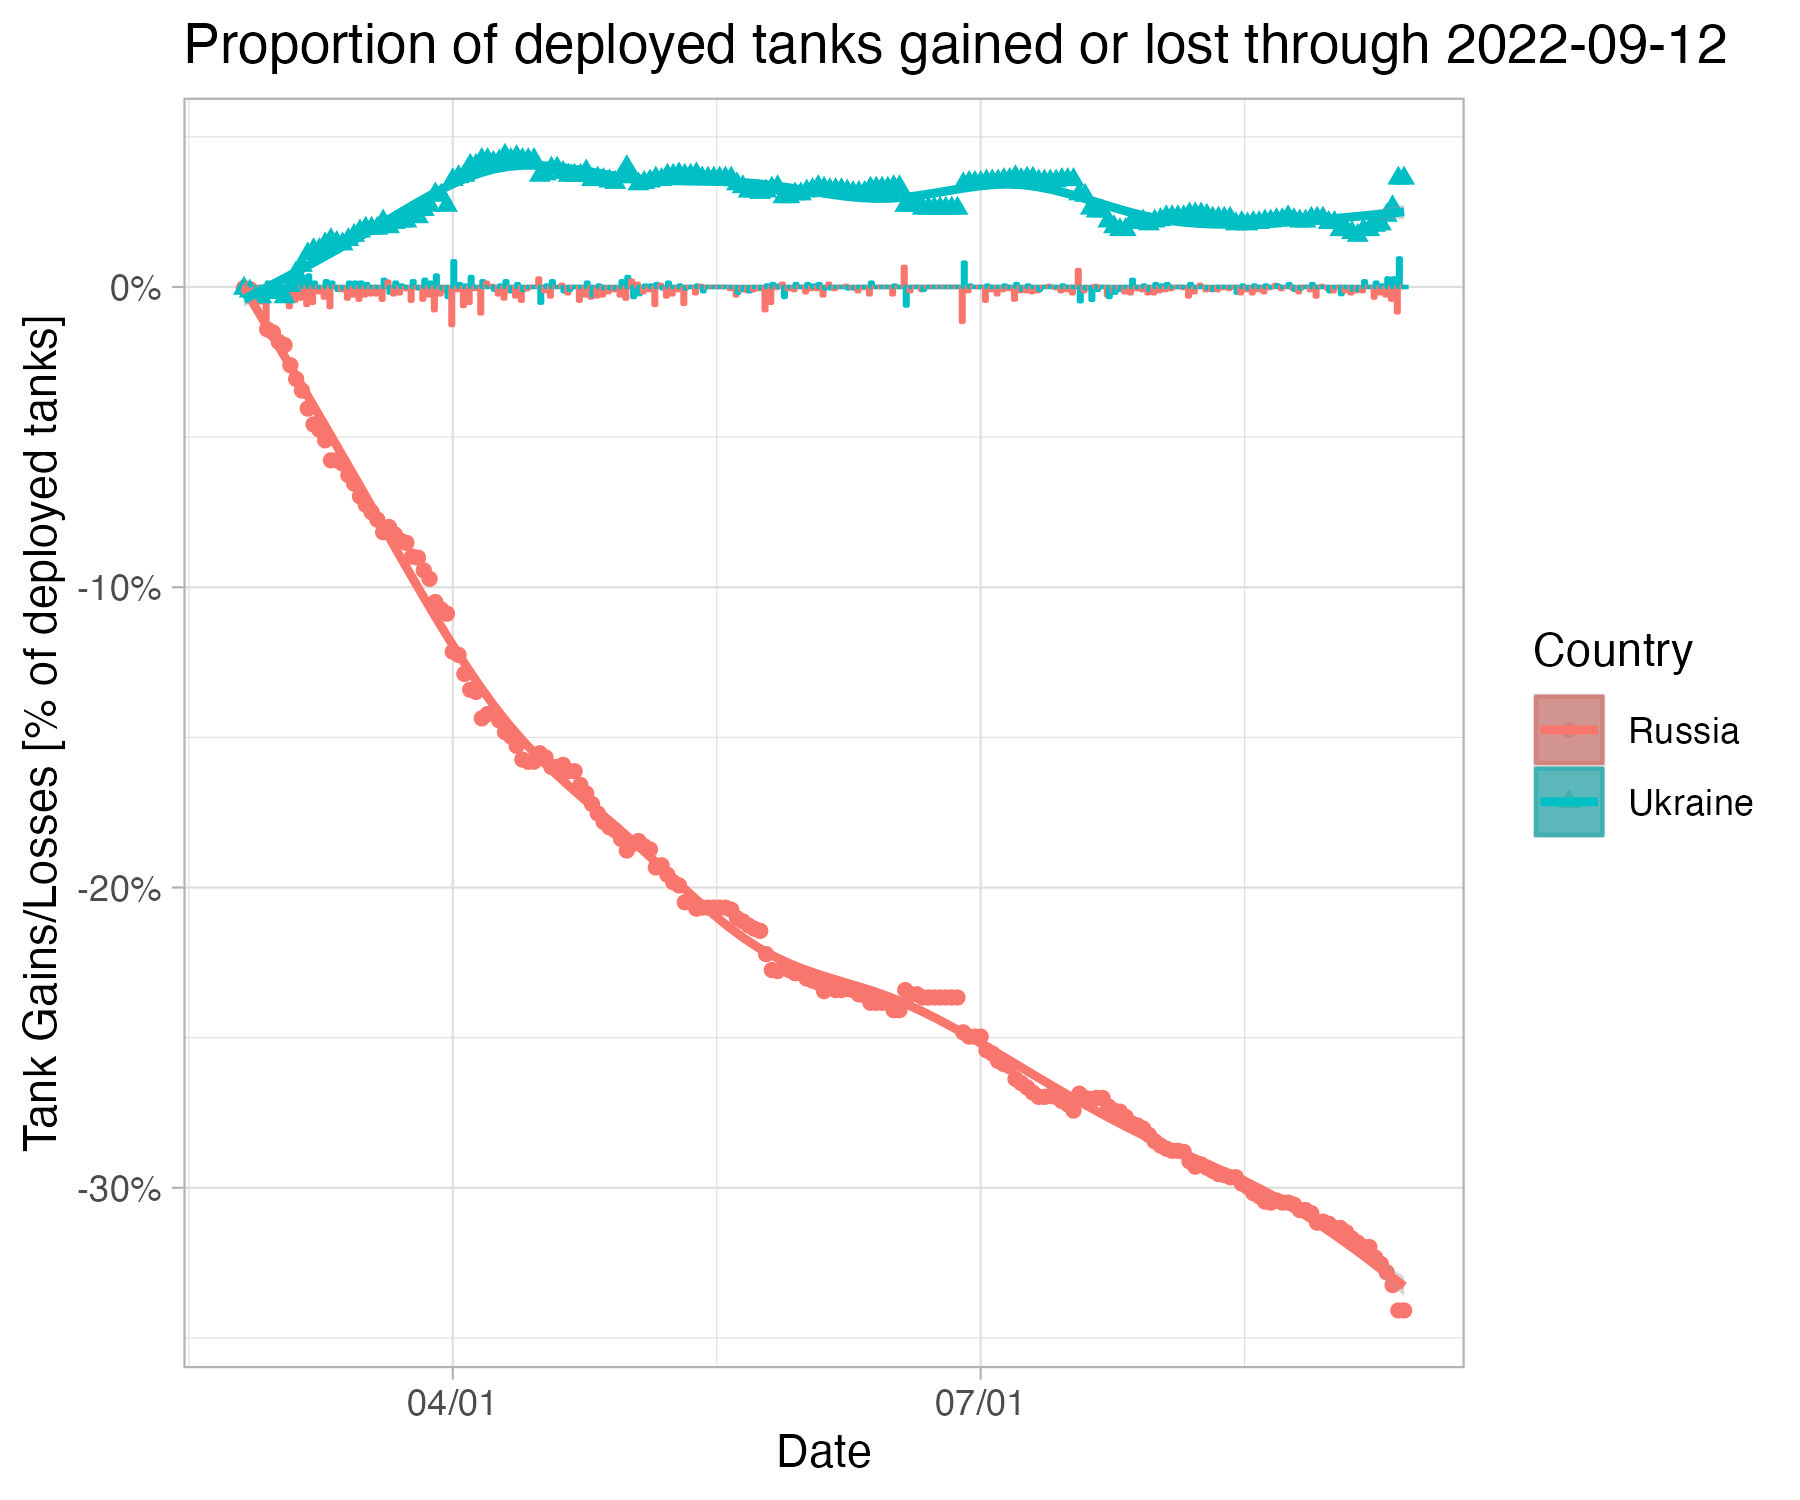 Proportion of deployed tanks gained or lost through 2022-09-12
Tank Gains/Losses [% of deployed tanks]
0%
-10%
-20%
-30%
04/01
07/01
Date
Country
Russia
Ukraine